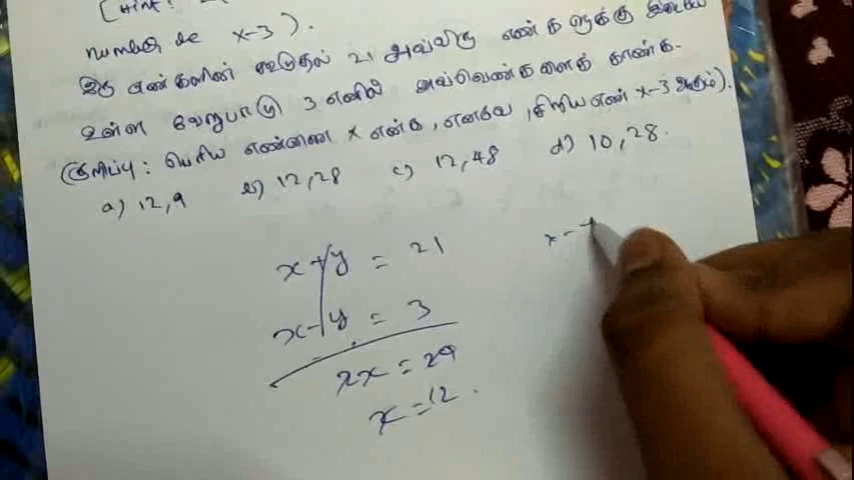 [Hint:
number be x-3).
இரு எண்களின் கூடுதல் 21 அவ்விரு எண்களுக்கு இடையே
உள்ள வேறுபாடு 3 எனில் அவ்வெண்களைக் காண்க.
(குறிப்பு : பெரிய எண்ணை x என்க, எனவே, சிறிய எண் x-3 ஆகும்).
a) 12,9 b) 12,28 c) 12,48 d) 10,28.
x+y = 21
x-y = 3
2x = 24
x = 12.
x -